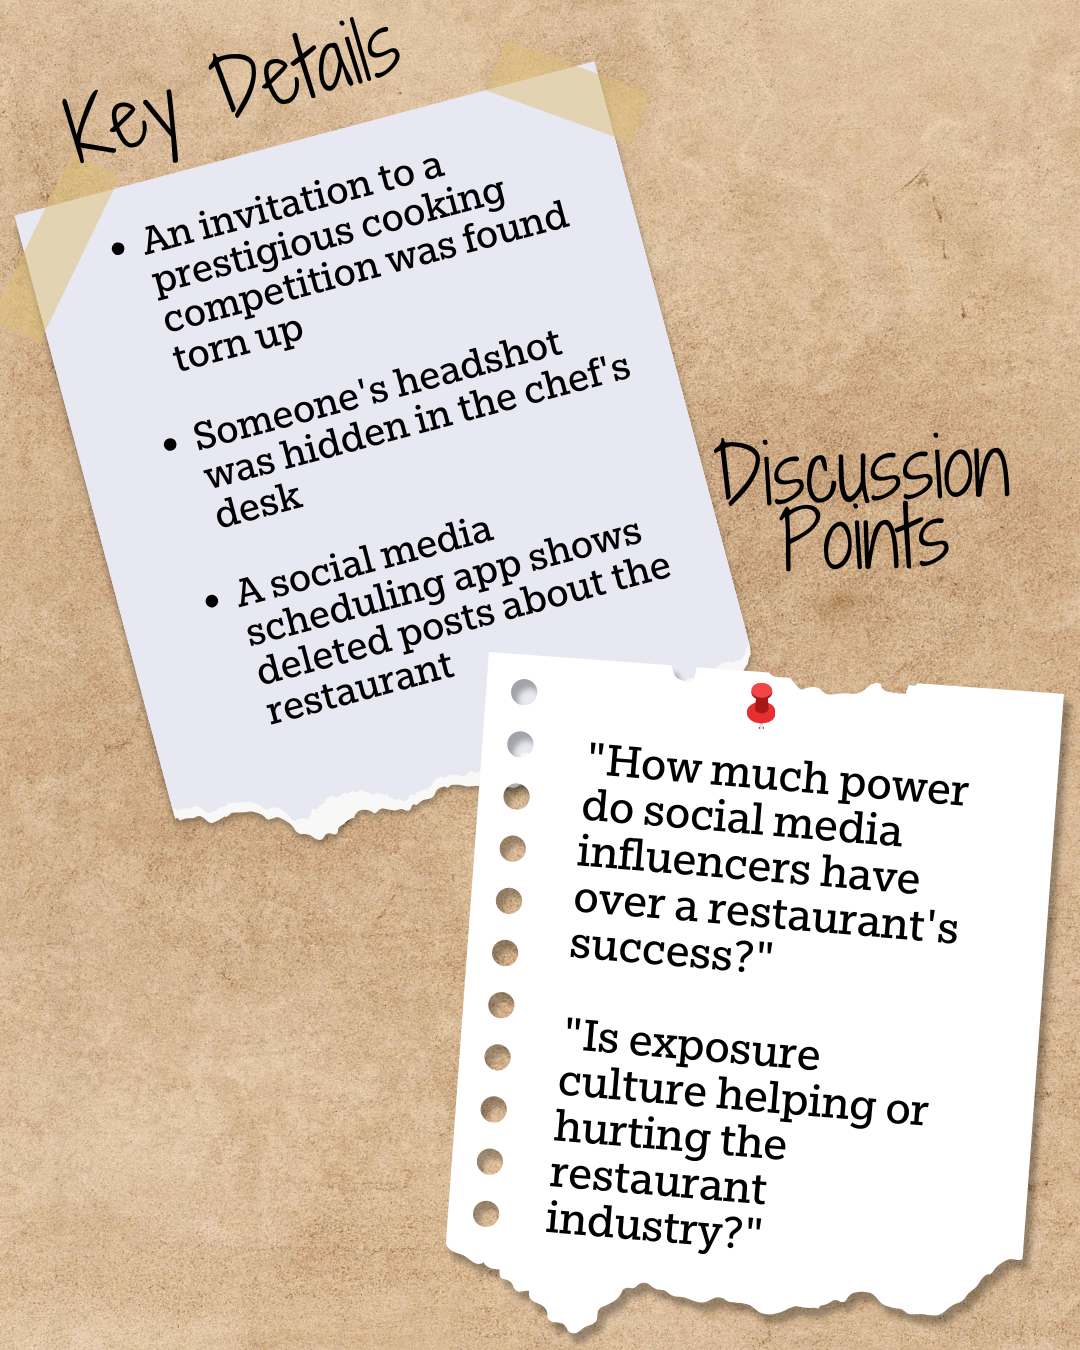 Key Details
• An invitation to a
prestigious cooking
competition was found
torn up
• Someone's headshot
was hidden in the chef's
desk
• A social media
scheduling app shows
deleted posts about the
restaurant
Discussion
Points
"How much power
do social media
influencers have
over a restaurant's
success?"
"Is exposure
culture helping or
hurting the
restaurant
industry?"